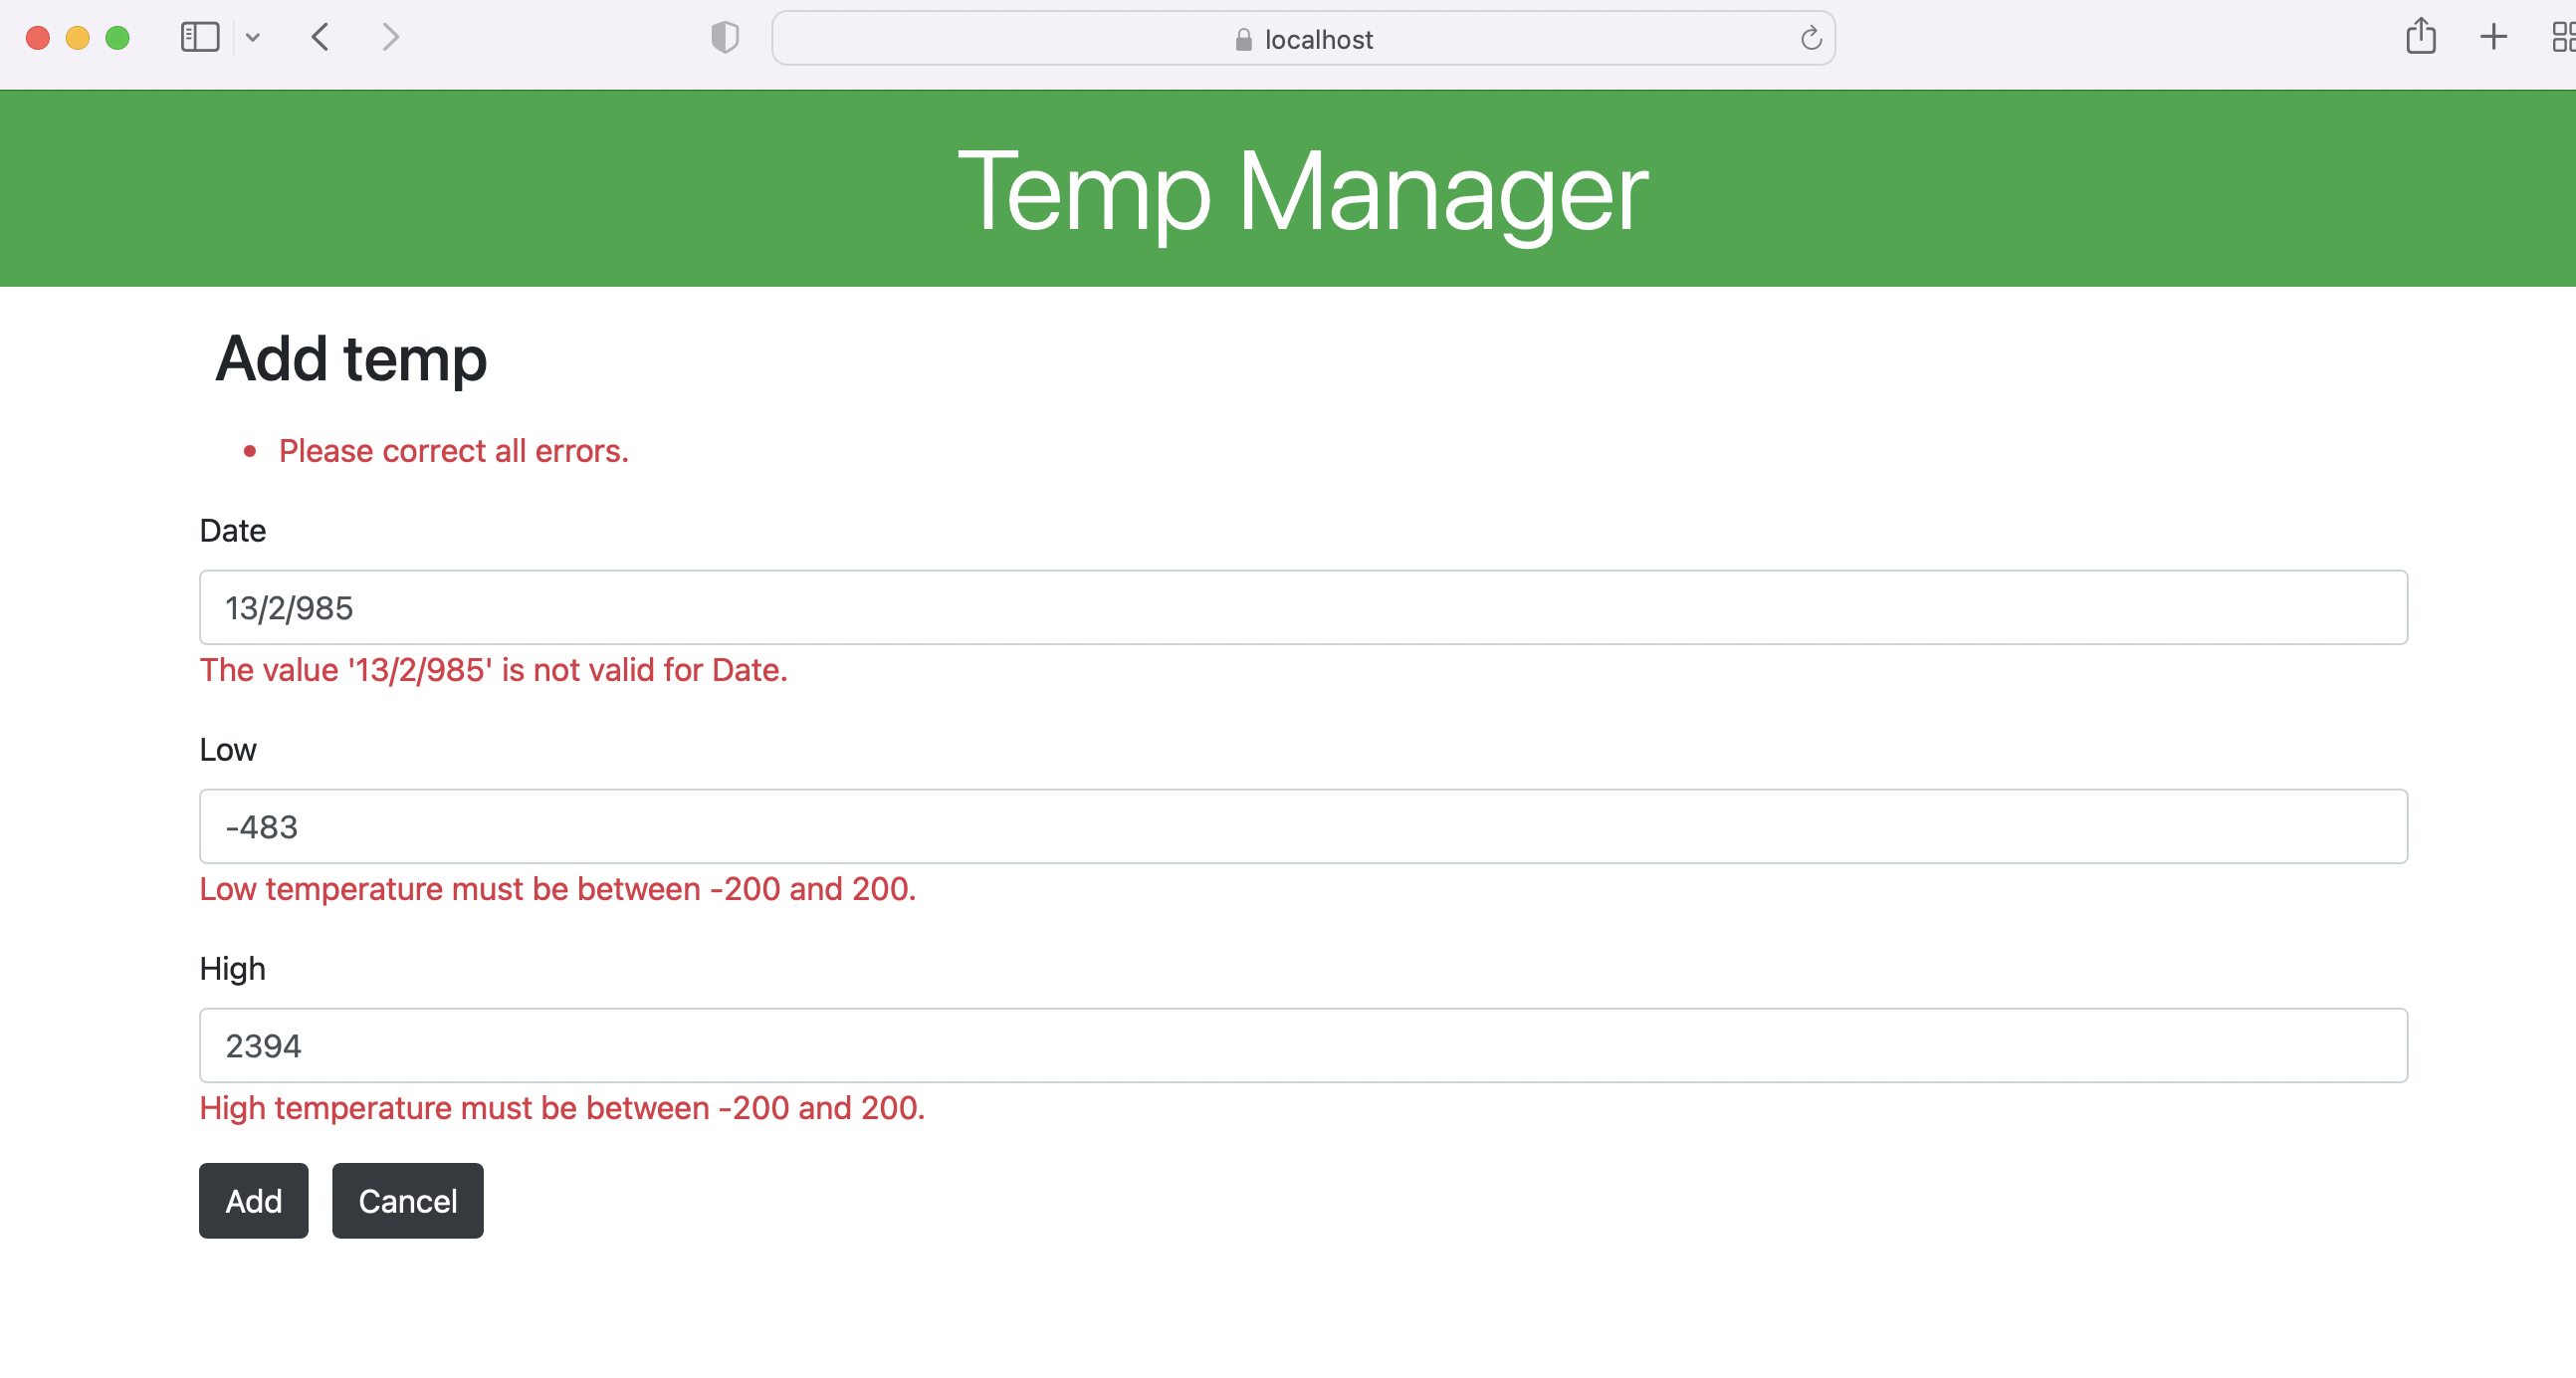 localhost
Temp Manager
Add temp
Please correct all errors.
Date
13/2/985
The value '13/2/985' is not valid for Date.
Low
-483
Low temperature must be between -200 and 200.
High
2394
High temperature must be between -200 and 200.
Add Cancel